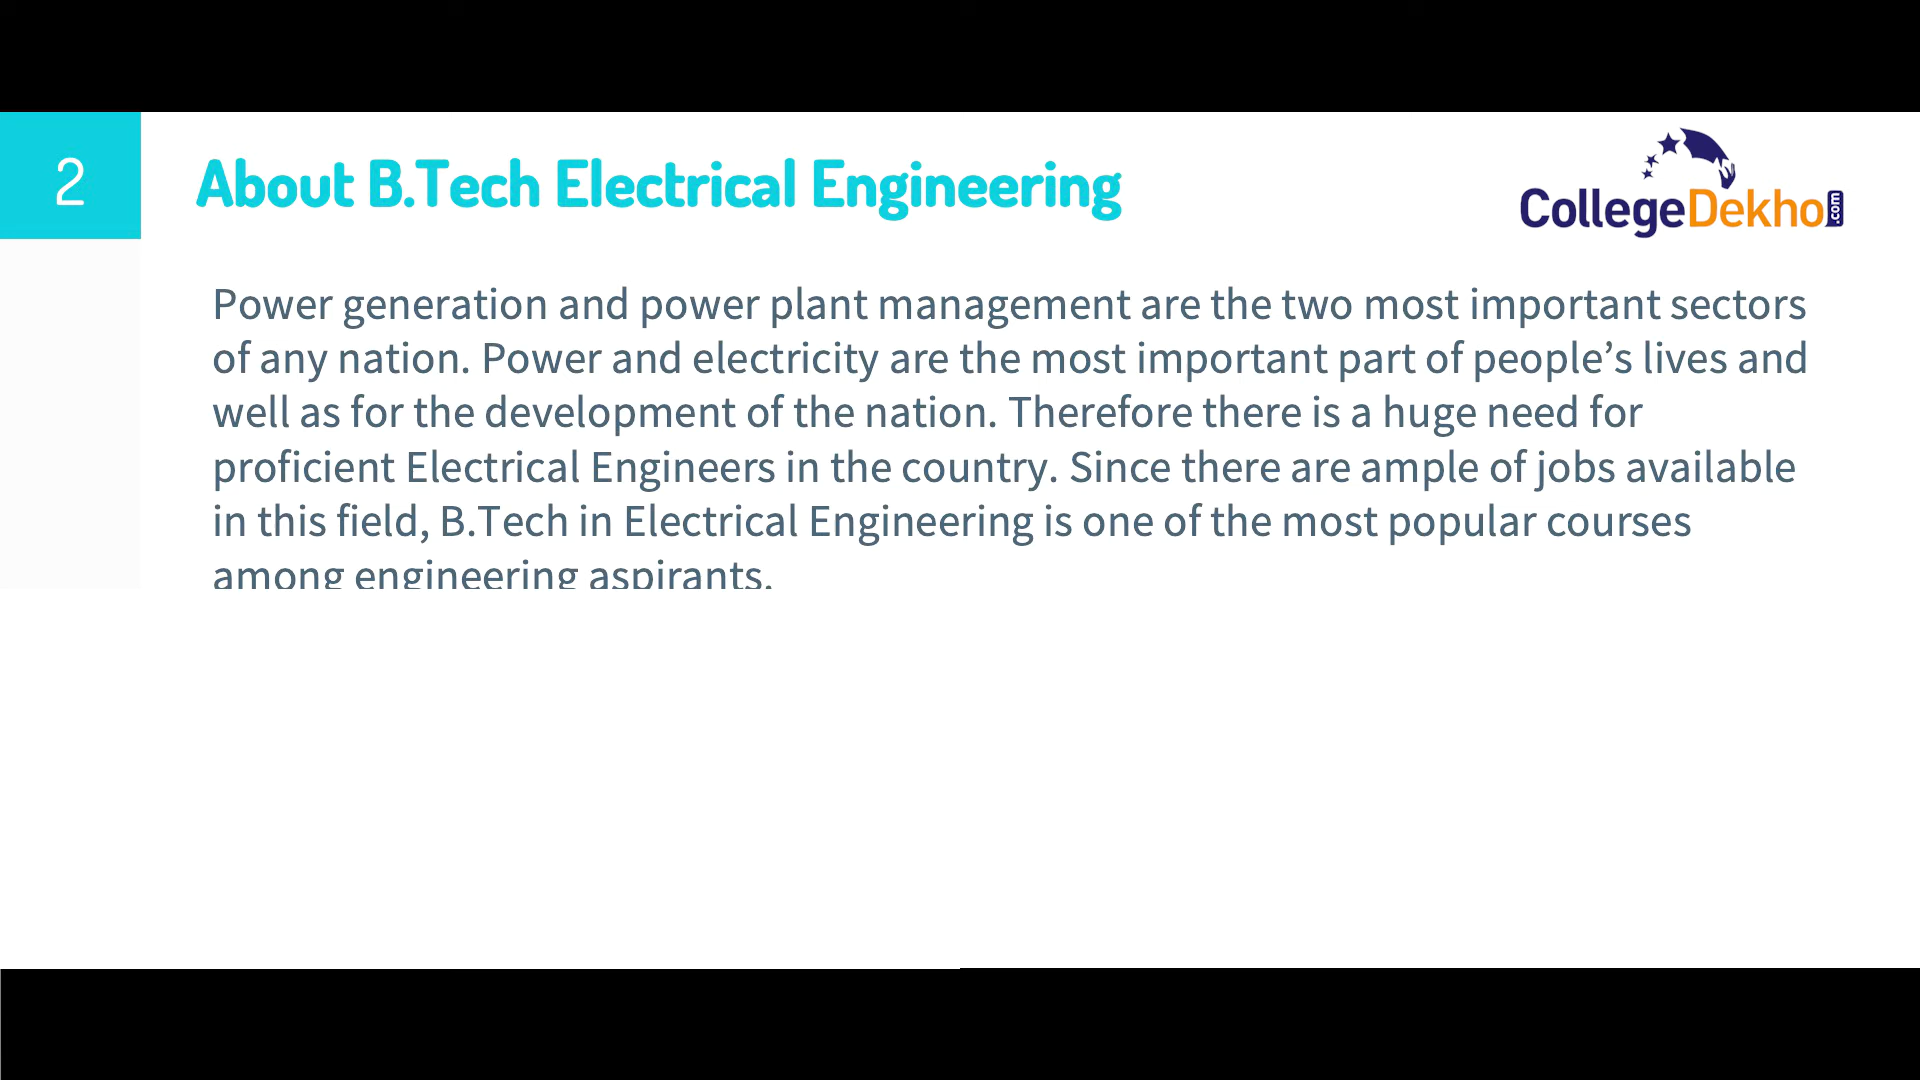 2
About B.Tech Electrical Engineering
CollegeDekho.com
Power generation and power plant management are the two most important sectors
of any nation. Power and electricity are the most important part of people’s lives and
well as for the development of the nation. Therefore there is a huge need for
proficient Electrical Engineers in the country. Since there are ample of jobs available
in this field, B.Tech in Electrical Engineering is one of the most popular courses
among engineering aspirants.